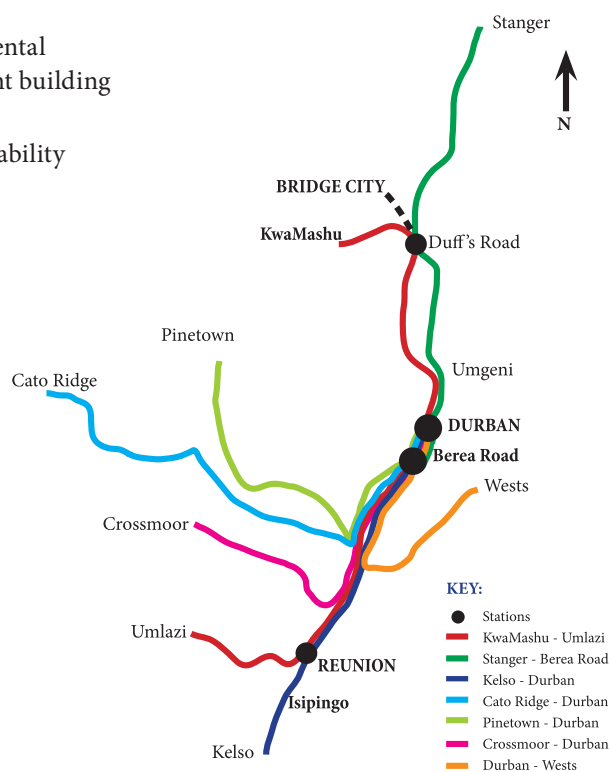 ental
nt building
ability
Stanger
N
BRIDGE CITY
KwaMashu
Duff's Road
Pinetown
Umgeni
Cato Ridge
DURBAN
Berea Road
Wests
Crossmoor
Umlazi
REUNION
Isipingo
Kelso
KEY:
Stations
KwaMashu - Umlazi
Stanger - Berea Road
Kelso - Durban
Cato Ridge - Durban
Pinetown - Durban
Crossmoor - Durban
Durban - Wests